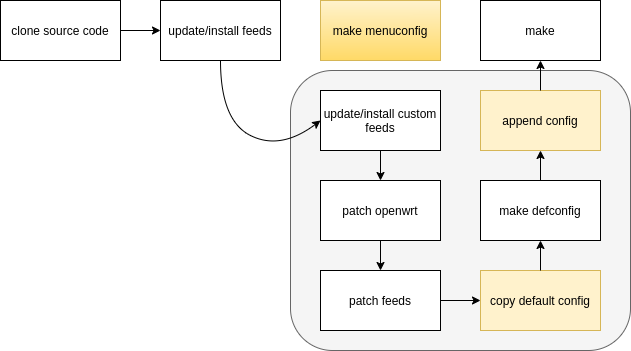 clone source code
update/install feeds
make menuconfig
make
update/install custom
feeds
append config
patch openwrt
make defconfig
patch feeds
copy default config